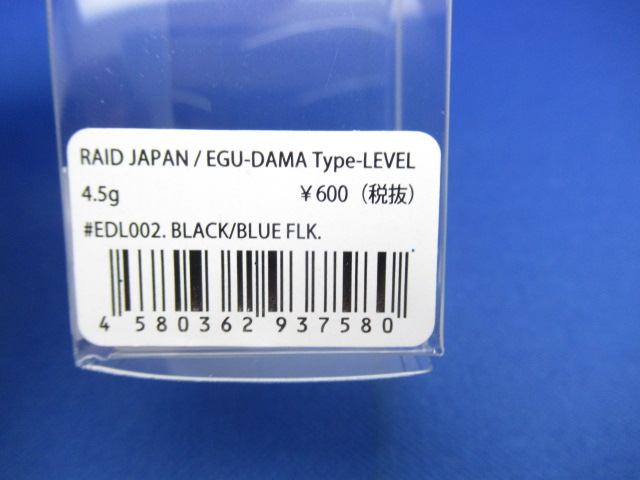 RAID JAPAN / EGU-DAMA Type-LEVEL
4.5g ¥600 (税抜)
#EDL002. BLACK/BLUE FLK.
4 580362 937580